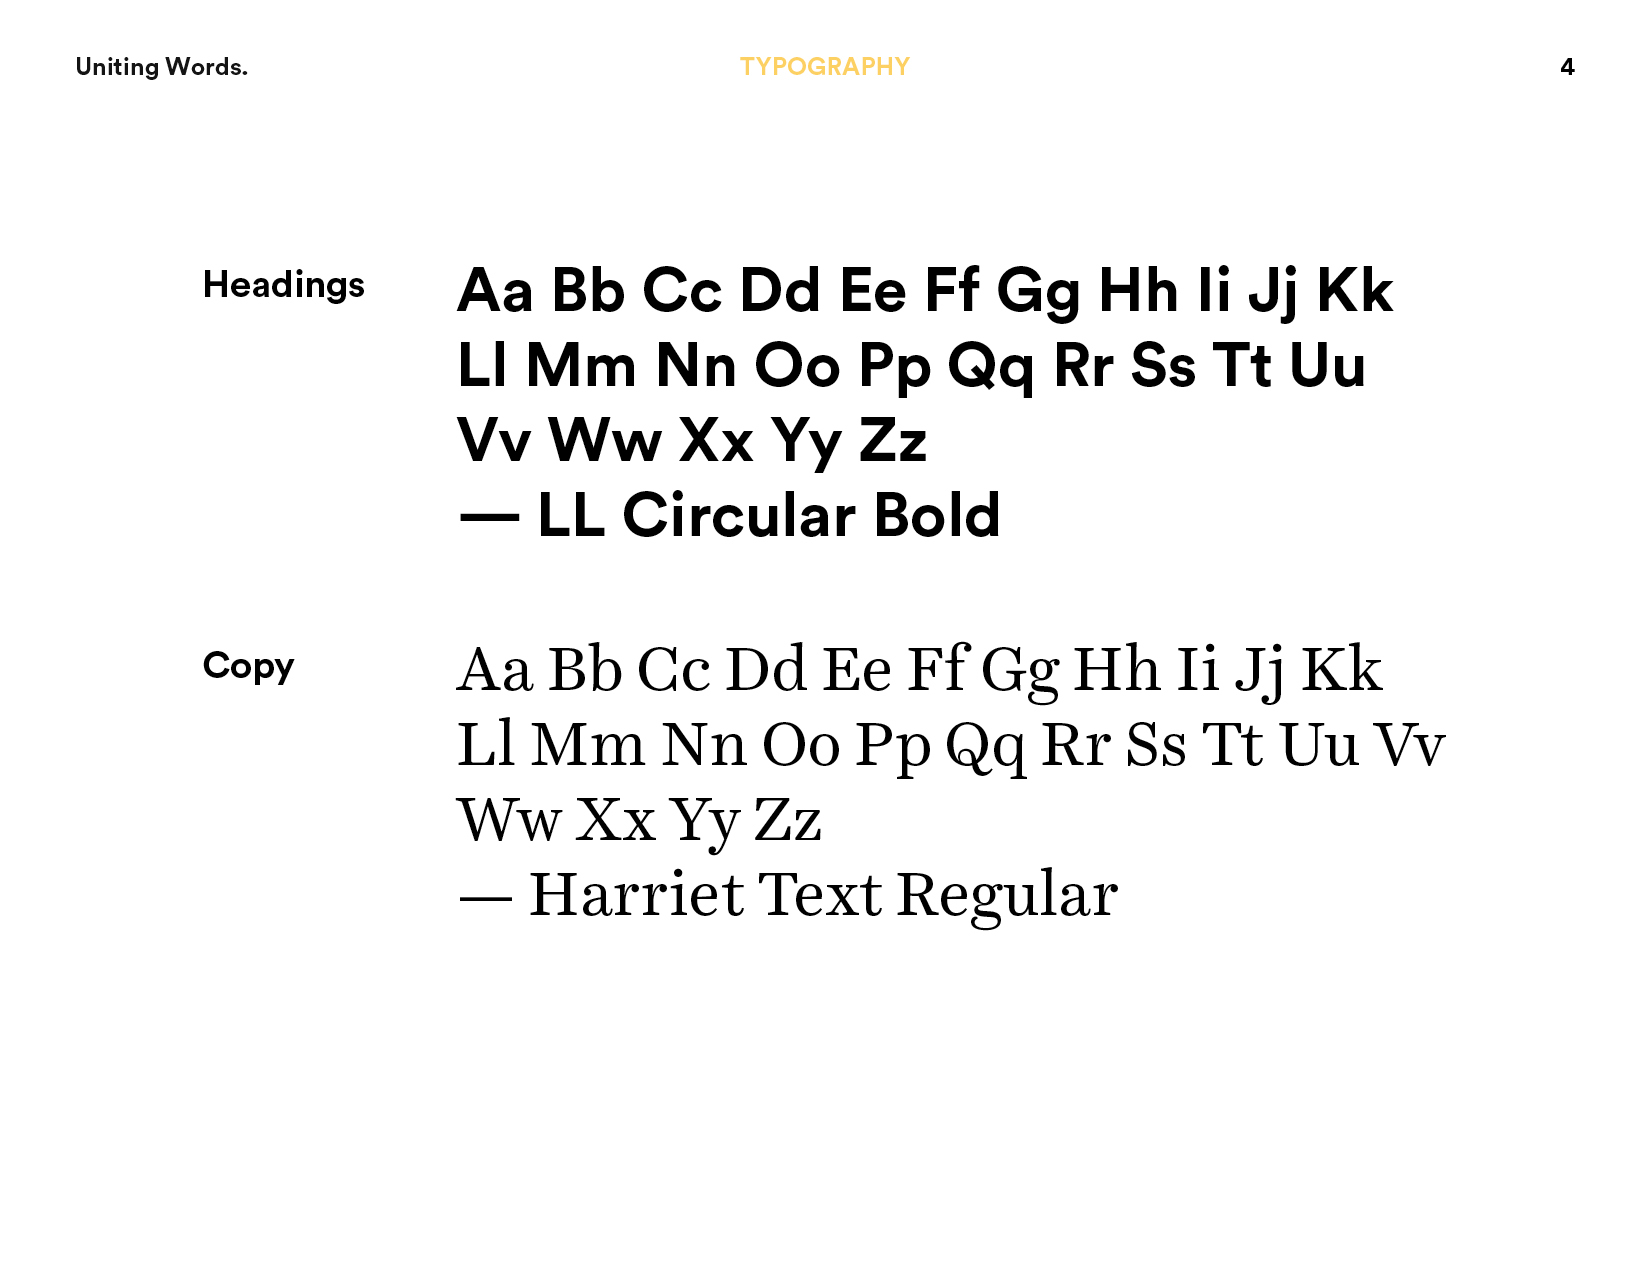 Uniting Words.
TYPOGRAPHY
4
Headings
Aa Bb Cc Dd Ee Ff Gg Hh Ii Jj Kk
Ll Mm Nn Oo Pp Qq Rr Ss Tt Uu
Vv Ww Xx Yy Zz
— LL Circular Bold
Copy
Aa Bb Cc Dd Ee Ff Gg Hh Ii Jj Kk
Ll Mm Nn Oo Pp Qq Rr Ss Tt Uu Vv
Ww Xx Yy Zz
— Harriet Text Regular